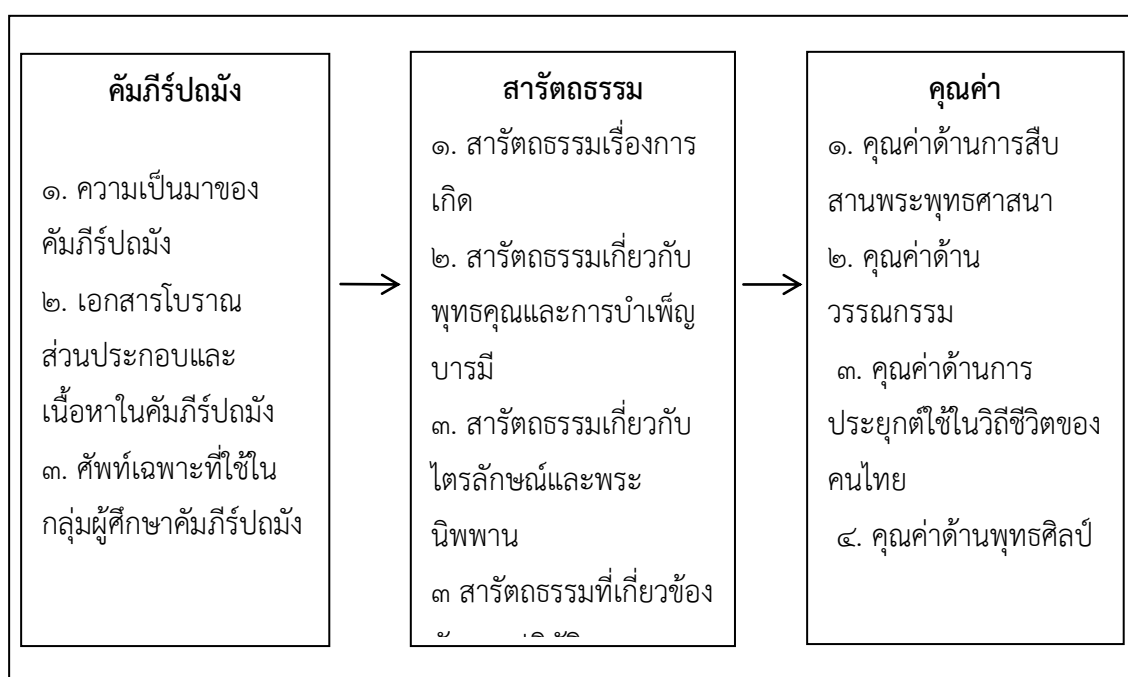 คัมภีร์ปถมัง
๑. ความเป็นมาของ
คัมภีร์ปถมัง
๒. เอกสารโบราณ
ส่วนประกอบและ
เนื้อหาในคัมภีร์ปถมัง
๓. ศัพท์เฉพาะที่ใช้ใน
กลุ่มผู้ศึกษาคัมภีร์ปถมัง
สารัตถธรรม
๑. สารัตถธรรมเรื่องการ
เกิด
๒. สารัตถธรรมเกี่ยวกับ
พุทธคุณและการบำเพ็ญ
บารมี
๓. สารัตถธรรมเกี่ยวกับ
ไตรลักษณ์และพระ
นิพพาน
๓ สารัตถธรรมที่เกี่ยวข้อง
คุณค่า
๑. คุณค่าด้านการสืบ
สานพระพุทธศาสนา
๒. คุณค่าด้าน
วรรณกรรม
๓. คุณค่าด้านการ
ประยุกต์ใช้ในวิถีชีวิตของ
คนไทย
๔. คุณค่าด้านพุทธศิลป์